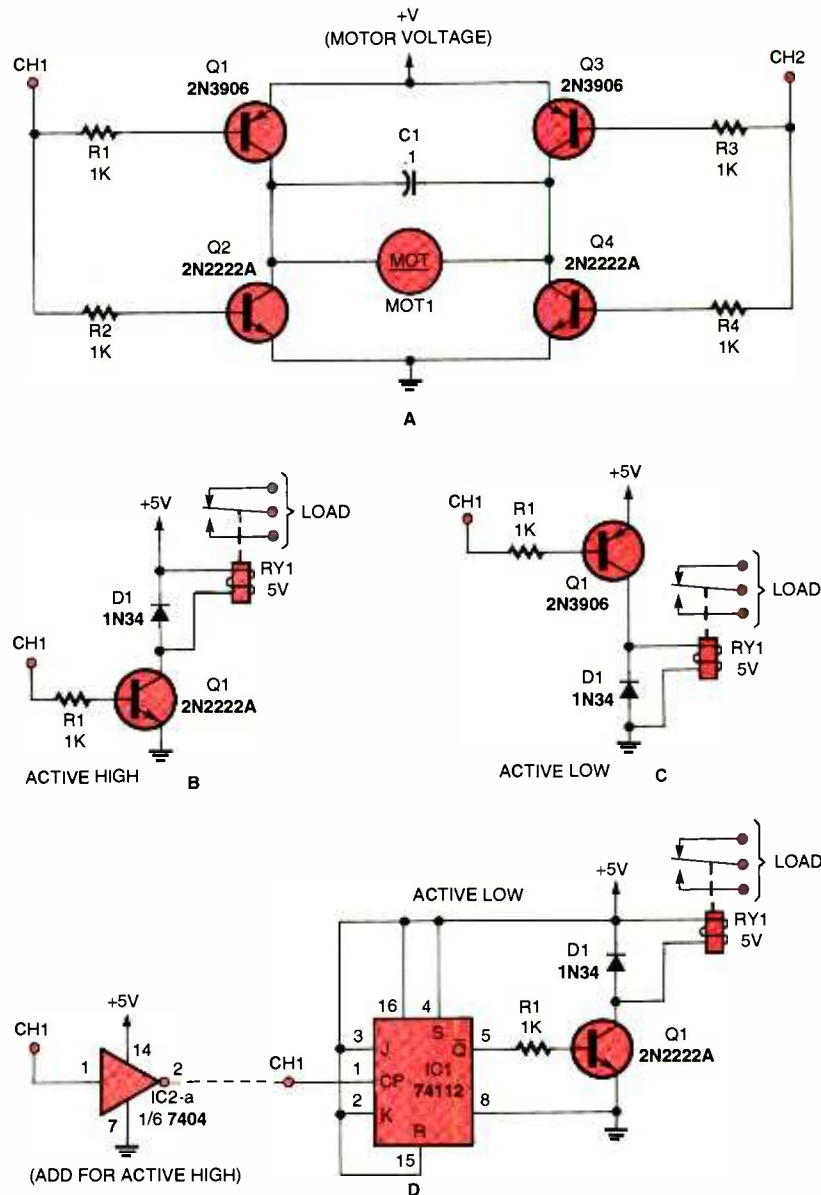 +V
(MOTOR VOLTAGE)
CH1
Q1
2N3906
Q3
2N3906
CH2
C1
.1
R1
1K
R3
1K
Q2
2N2222A
Q4
2N2222A
MOT
MOT1
R2
1K
R4
1K
A
+5V
LOAD
D1
1N34
RY1
5V
CH1
R1
1K
Q1
2N2222A
ACTIVE HIGH
B
+5V
CH1
R1
1K
Q1
2N3906
LOAD
RY1
5V
D1
1N34
ACTIVE LOW
C
ACTIVE LOW
+5V
LOAD
RY1
5V
D1
1N34
+5V
CH1
14
1
2
IC2-a
1/6 7404
7
(ADD FOR ACTIVE HIGH)
CH1
16
4
S
3
J
Q̅
5
R1
1K
Q1
2N2222A
1
CP
IC1
74112
2
K
8
R
15
D